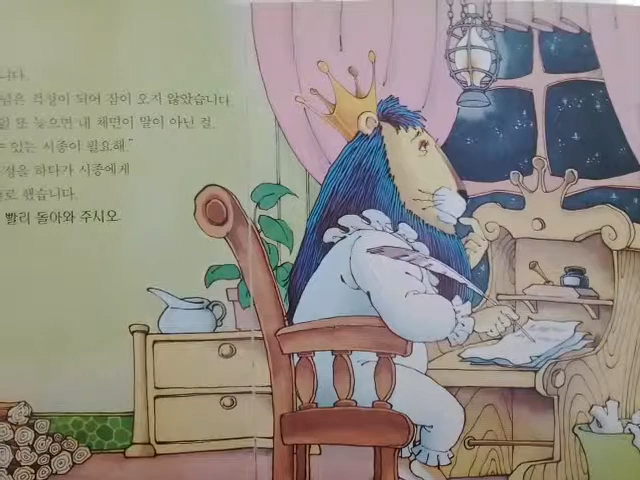 니다.
님은 걱정이 되어 잠이 오지 않았습니다.
일 또 늦으면 내 체면이 말이 아닌 걸.
수 있는 시종이 필요해."
정을 하다가 시종에게
로 했습니다.
빨리 돌아와 주시오.